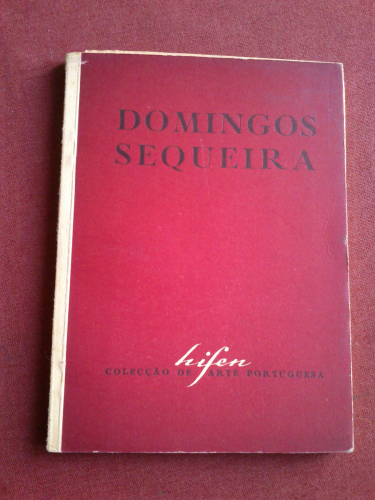 DOMINGOS
SEQUEIRA
hifen
COLECÇÃO DE ARTE PORTUGUESA